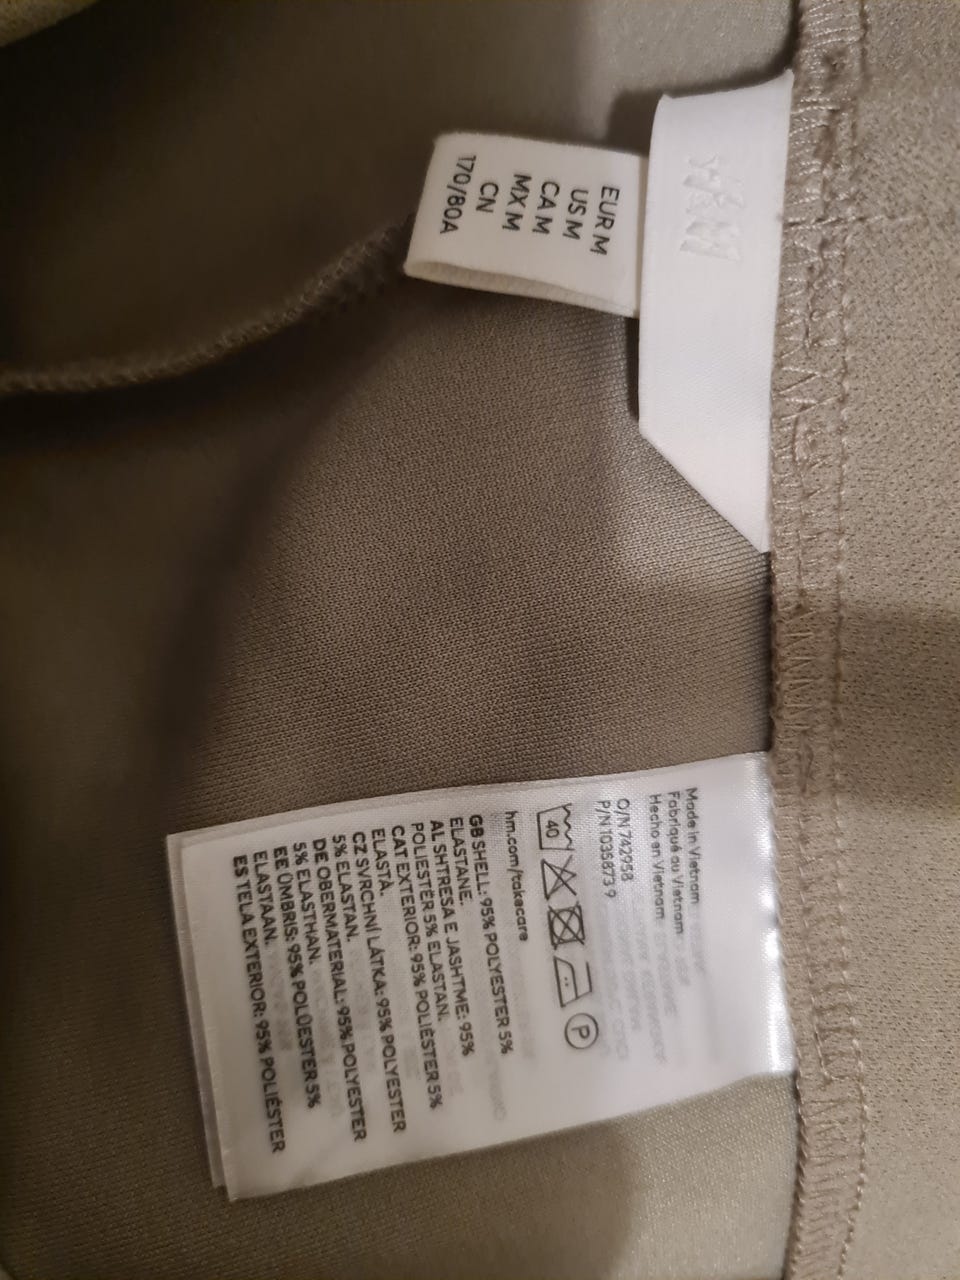 H&M
EUR M
US M
CA M
MX M
CN
170/80A
Made in Vietnam
Fabriqué au Vietnam
Hecho en Vietnam
O/N 742958
P/N 1035873 9
40
P
hm.com/takecare
GB SHELL: 95% POLYESTER 5%
ELASTANE.
AL SHTRESA E JASHTME: 95%
POLIESTER 5% ELASTAN.
CAT EXTERIOR: 95% POLIÈSTER 5%
ELASTÀ.
CZ SVRCHNÍ LÁTKA: 95% POLYESTER
5% ELASTAN.
DE OBERMATERIAL: 95% POLYESTER
5% ELASTHAN.
EE ÜMBRIS: 95% POLÜESTER 5%
ELASTAAN.
ES TELA EXTERIOR: 95% POLIÉSTER